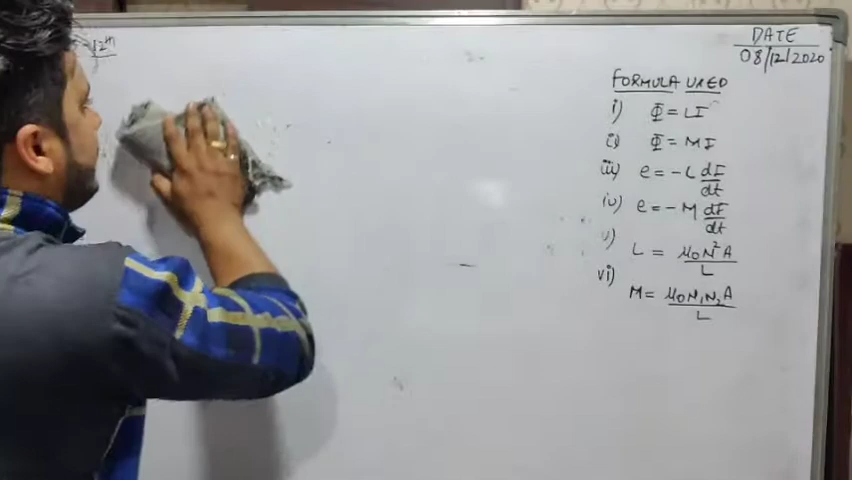 12th
DATE
08/12/2020
FORMULA USED
i) Φ = LI
ii) Φ = MI
iii) e = -L dI/dt
iv) e = -M dI/dt
v) L = μ0N²A/L
vi) M = μ0N1N2A/L